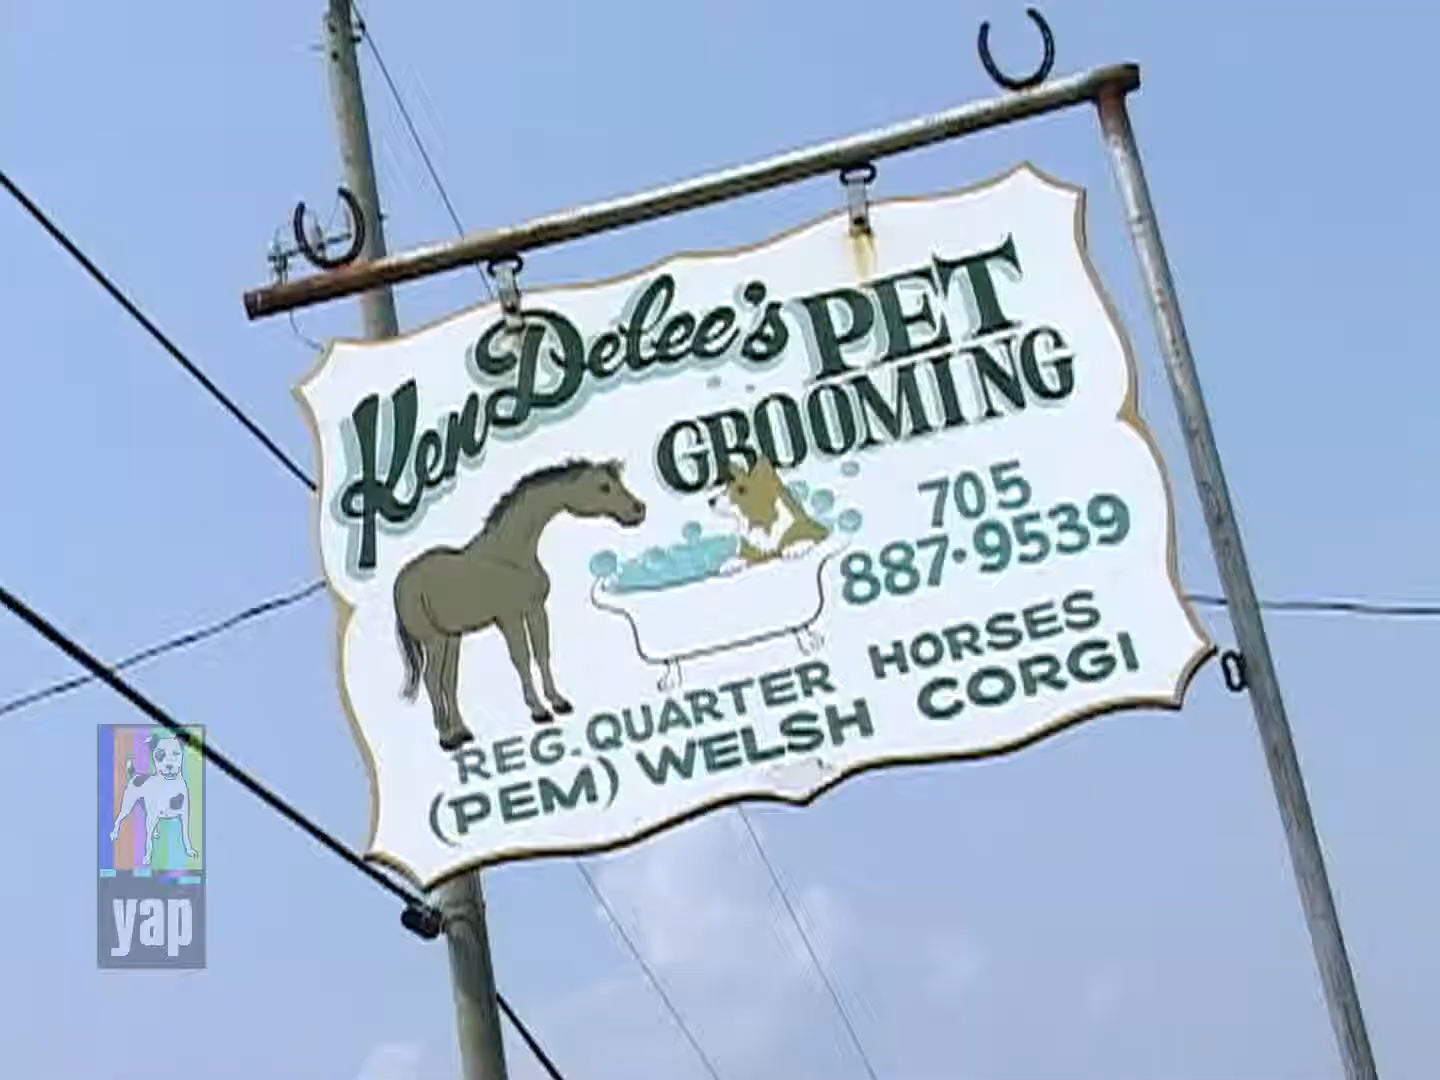 KenDelee's PET
GROOMING
705
887·9539
REG. QUARTER HORSES
(PEM) WELSH CORGI
yap